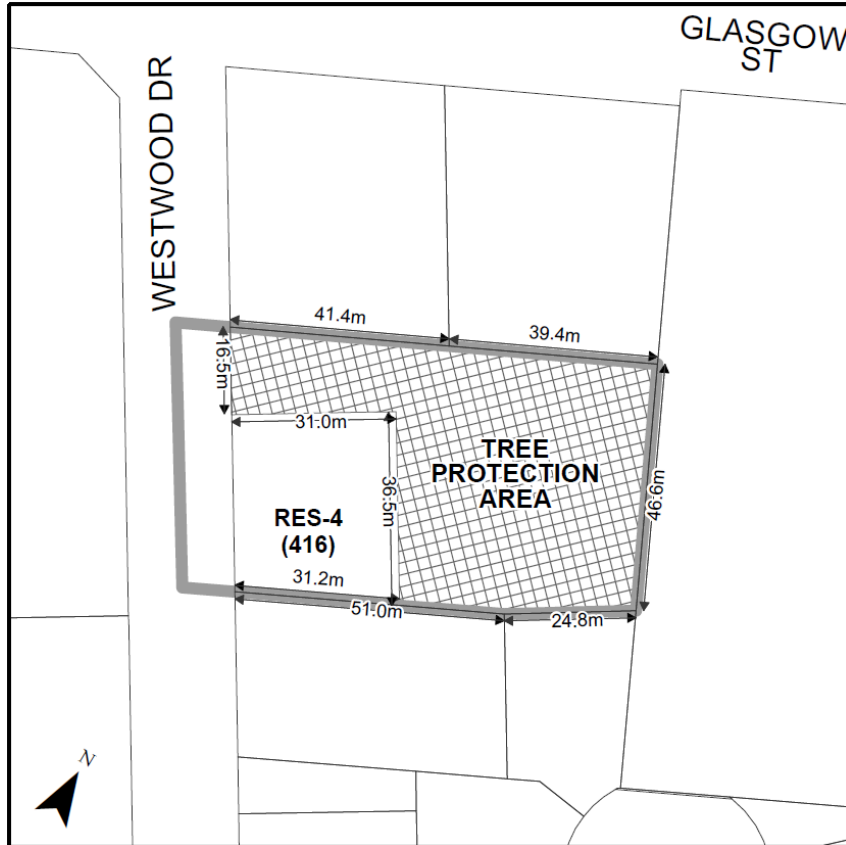 GLASGOW
ST
WESTWOOD DR
41.4m
39.4m
16.5m
31.0m
TREE
PROTECTION
AREA
36.5m
46.6m
RES-4
(416)
31.2m
51.0m
24.8m
N